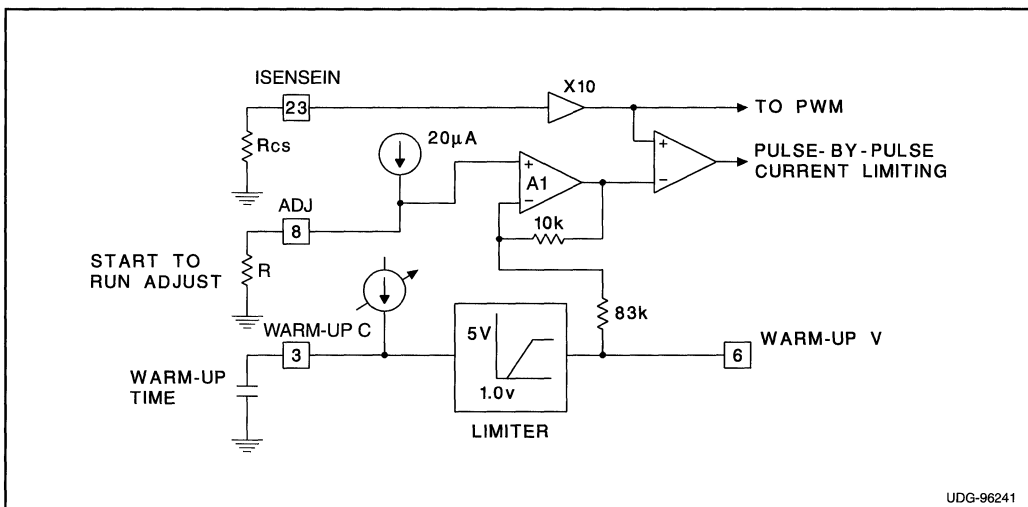 ISENSEIN
23
Rcs
X10
TO PWM
20µA
+
A1
−
+
−
PULSE-BY-PULSE
CURRENT LIMITING
ADJ
8
10k
START TO
RUN ADJUST
R
83k
WARM-UP C
3
5V
1.0v
WARM-UP V
6
WARM-UP
TIME
LIMITER
UDG-96241